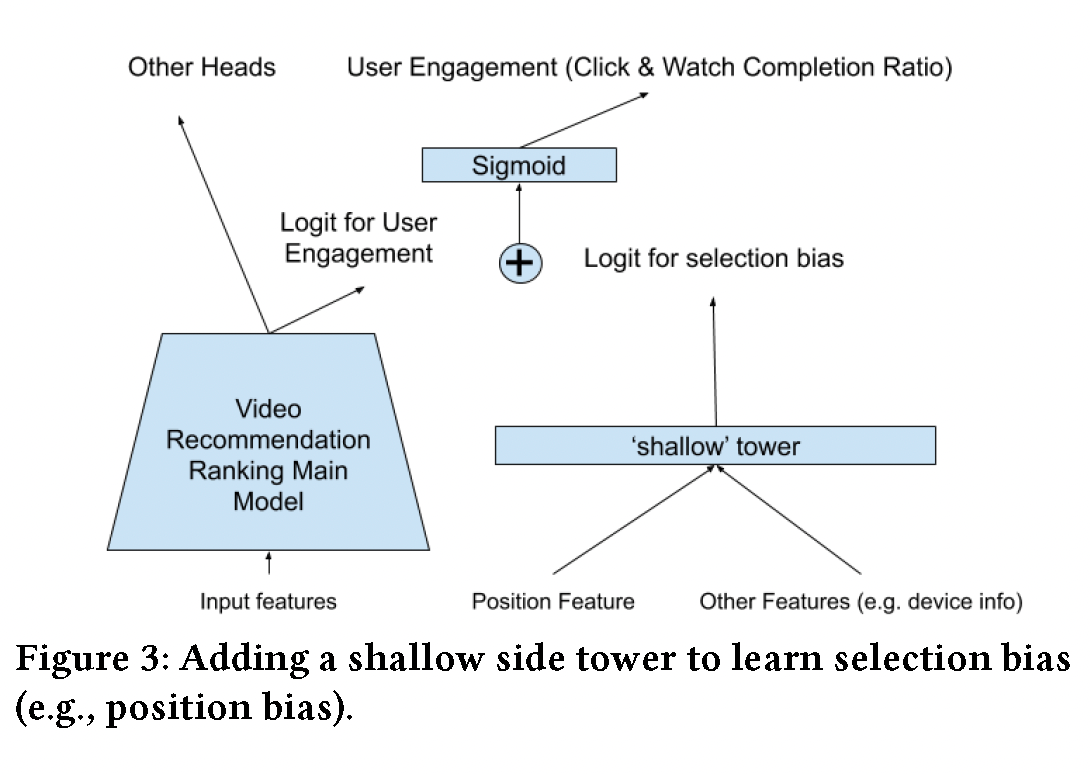 Other Heads
User Engagement (Click & Watch Completion Ratio)
Sigmoid
Logit for User
Engagement
+
Logit for selection bias
Video
Recommendation
Ranking Main
Model
‘shallow’ tower
Input features
Position Feature
Other Features (e.g. device info)
Figure 3: Adding a shallow side tower to learn selection bias
(e.g., position bias).